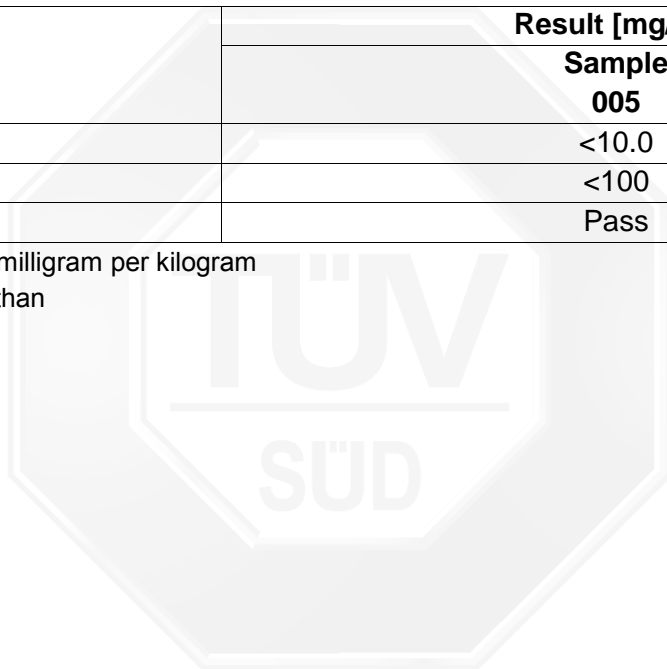 Result [mg/
Sample
005
<10.0
<100
Pass
milligram per kilogram
than
TÜV
SÜD